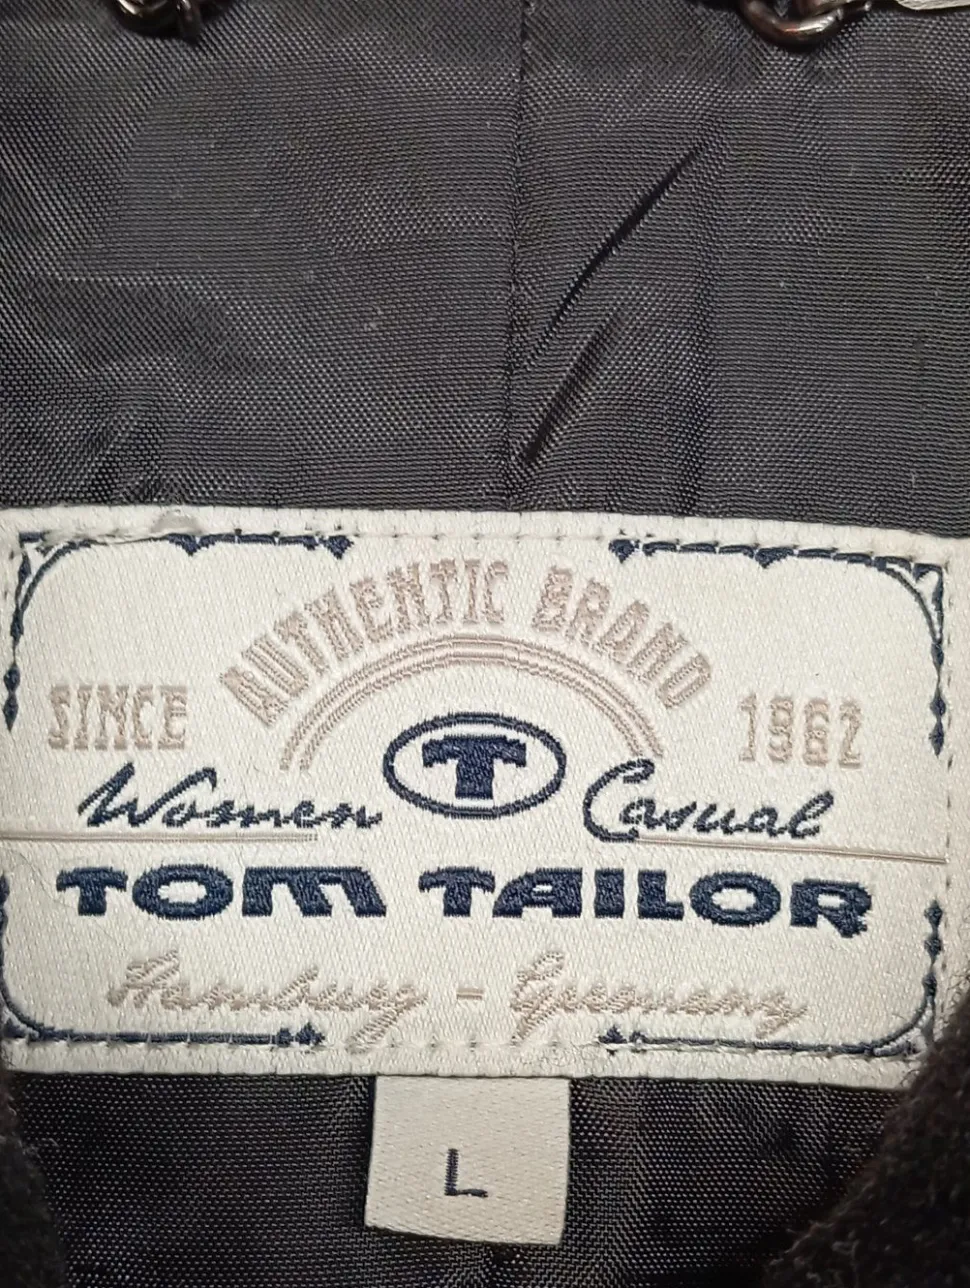 AUTHENTIC BRAND
SINCE 1962
T
Women Casual
TOM TAILOR
Hamburg - Germany
L